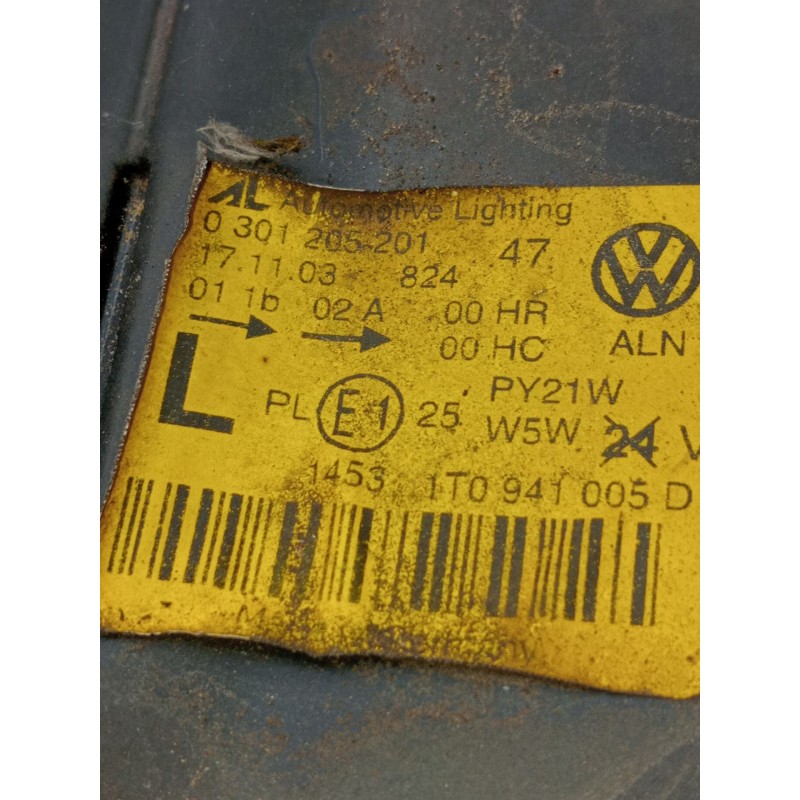 AL Automotive Lighting
0 301 205-201 47
17.11.03 824
01 1b 02 A 00 HR
00 HC ALN
L PL E1 25 PY21W
W5W 24 V
1453 1T0 941 005 D